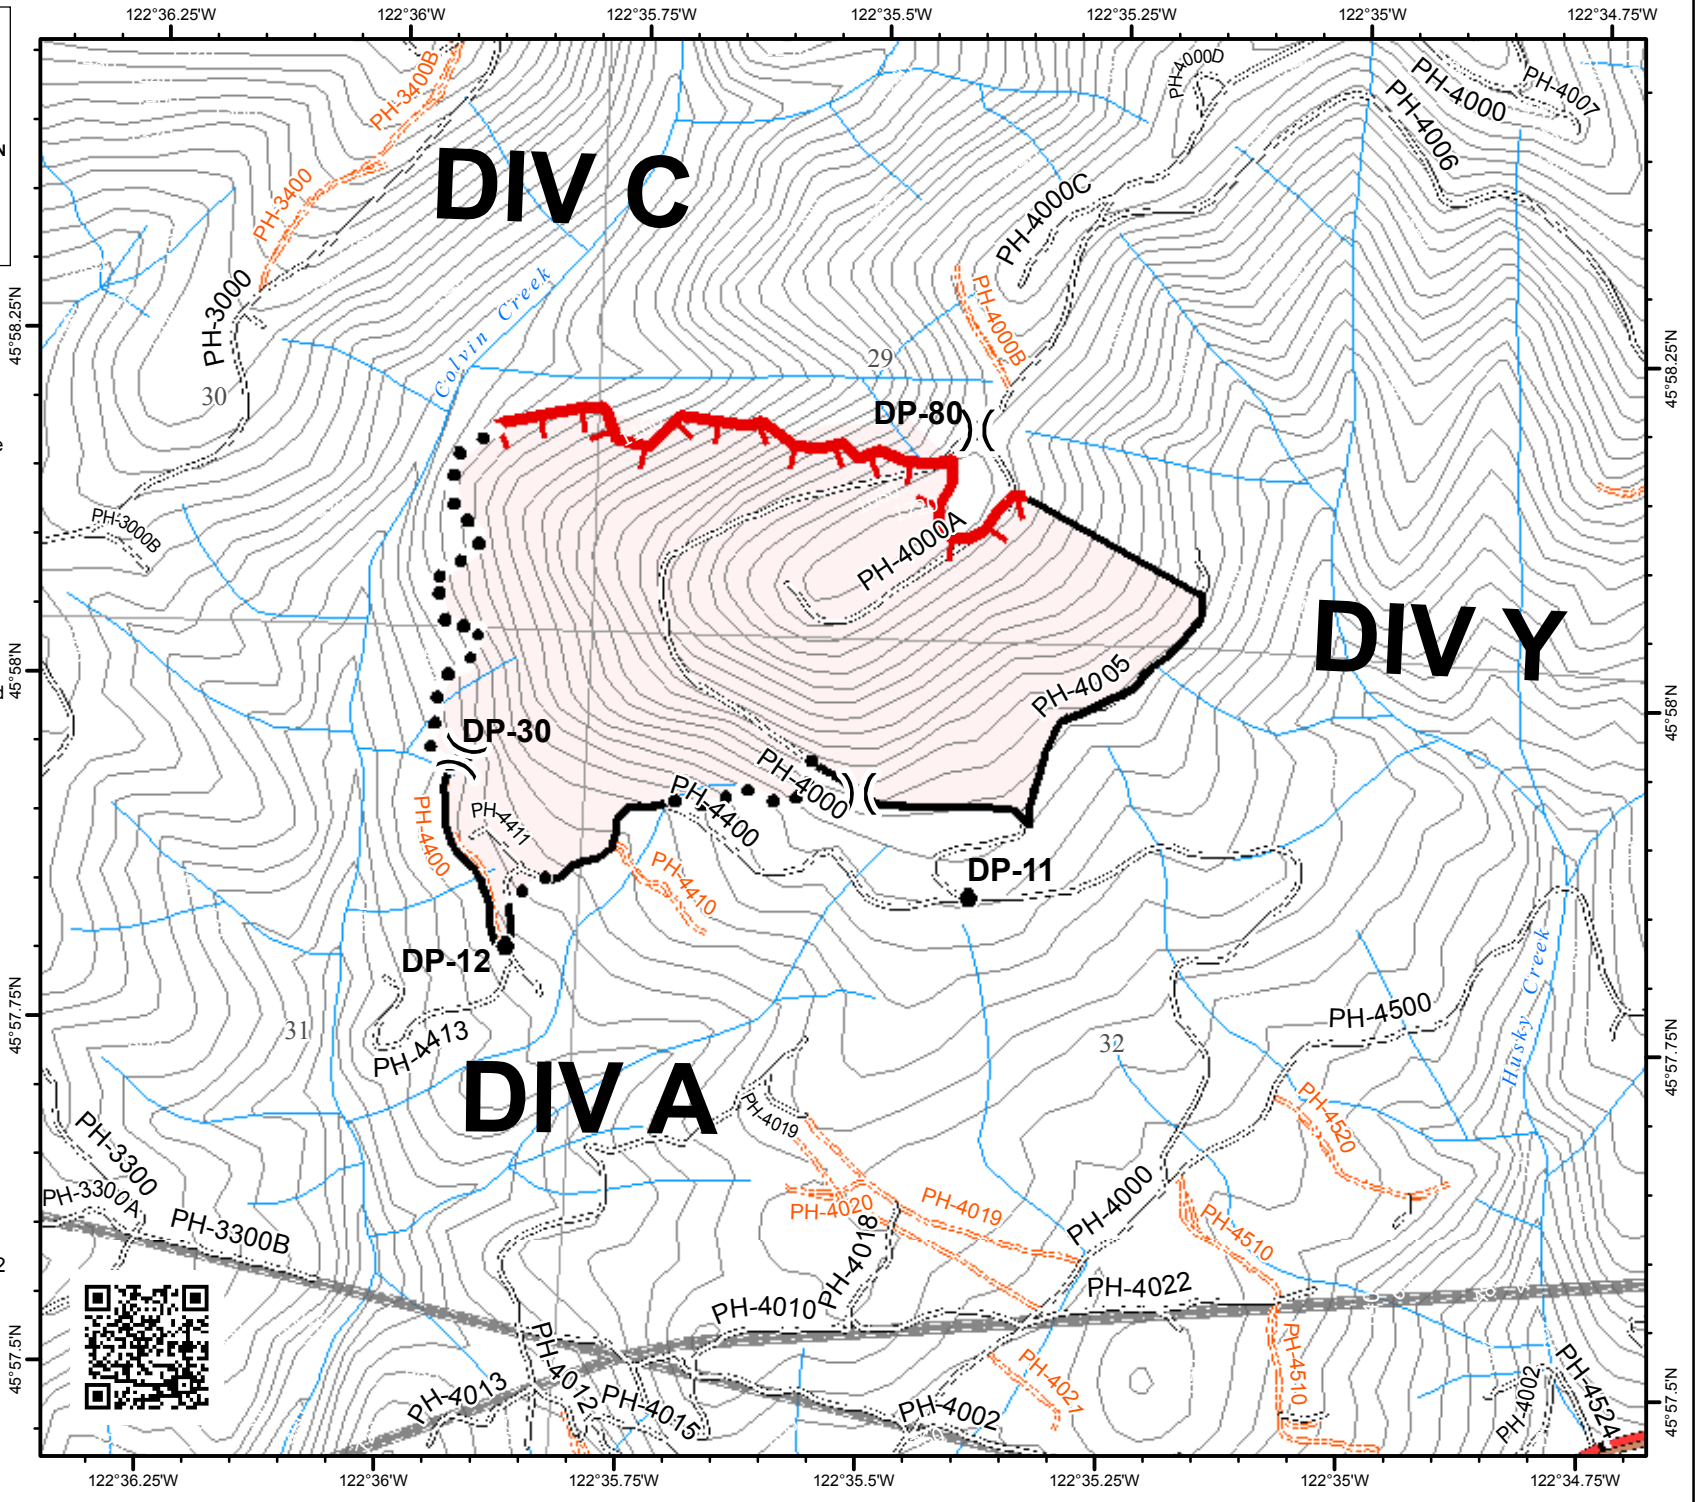 122°36.25'W 122°36'W 122°35.75'W 122°35.5'W 122°35.25'W 122°35'W 122°34.75'W
PH-3400B
PH-4000D
PH-4000
PH-4007
PH-4006
DIV C
PH-3400
PH-4000C
PH-3000
Colvin Creek
PH-4000B
45°58.25'N
45°58.25'N
29
30
DP-80
PH-3000B
PH-4000A
DIV Y
45°58'N
45°58'N
PH-4005
DP-30
PH-4000
PH-4400
PH-4400
PH-4411
PH-4410
DP-11
DP-12
Husky Creek
45°57.75'N
45°57.75'N
31
32
PH-4500
PH-4413
DIV A
PH-4019
PH-4520
PH-3300
PH-3300A
PH-3300B
PH-4020
PH-4019
PH-4018
PH-4000
PH-4510
PH-4022
PH-4010
45°57.5'N
45°57.5'N
PH-4510
PH-4013
PH-4012
PH-4015
PH-4021
PH-4002
PH-4002
PH-4524
122°36.25'W 122°36'W 122°35.75'W 122°35.5'W 122°35.25'W 122°35'W 122°34.75'W